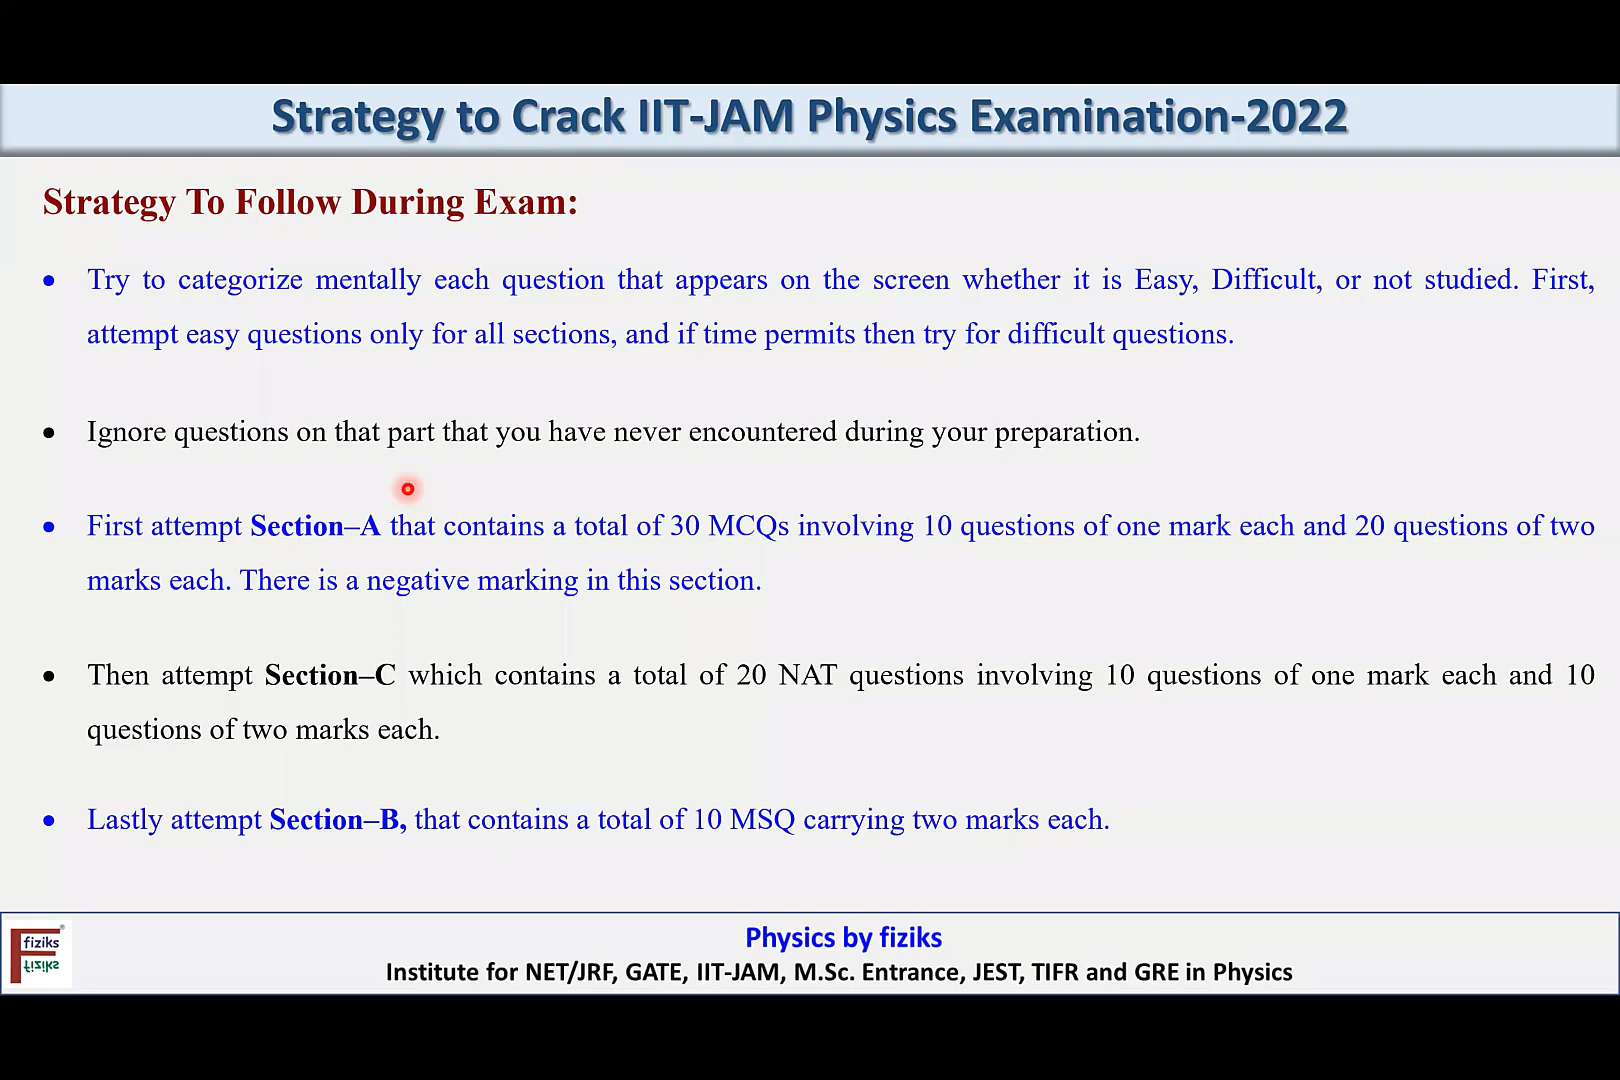 Strategy to Crack IIT-JAM Physics Examination-2022
Strategy To Follow During Exam:
• Try to categorize mentally each question that appears on the screen whether it is Easy, Difficult, or not studied. First,
attempt easy questions only for all sections, and if time permits then try for difficult questions.
• Ignore questions on that part that you have never encountered during your preparation.
• First attempt Section–A that contains a total of 30 MCQs involving 10 questions of one mark each and 20 questions of two
marks each. There is a negative marking in this section.
• Then attempt Section–C which contains a total of 20 NAT questions involving 10 questions of one mark each and 10
questions of two marks each.
• Lastly attempt Section–B, that contains a total of 10 MSQ carrying two marks each.
fiziks
fiziks
Physics by fiziks
Institute for NET/JRF, GATE, IIT-JAM, M.Sc. Entrance, JEST, TIFR and GRE in Physics